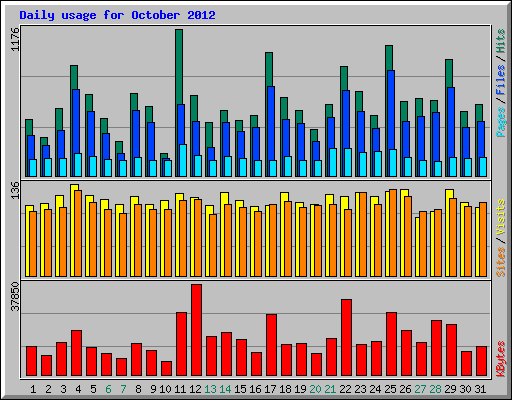 Daily usage for October 2012
1176
Pages / Files / Hits
136
Sites / Visits
37850
KBytes
1 2 3 4 5 6 7 8 9 10 11 12 13 14 15 16 17 18 19 20 21 22 23 24 25 26 27 28 29 30 31